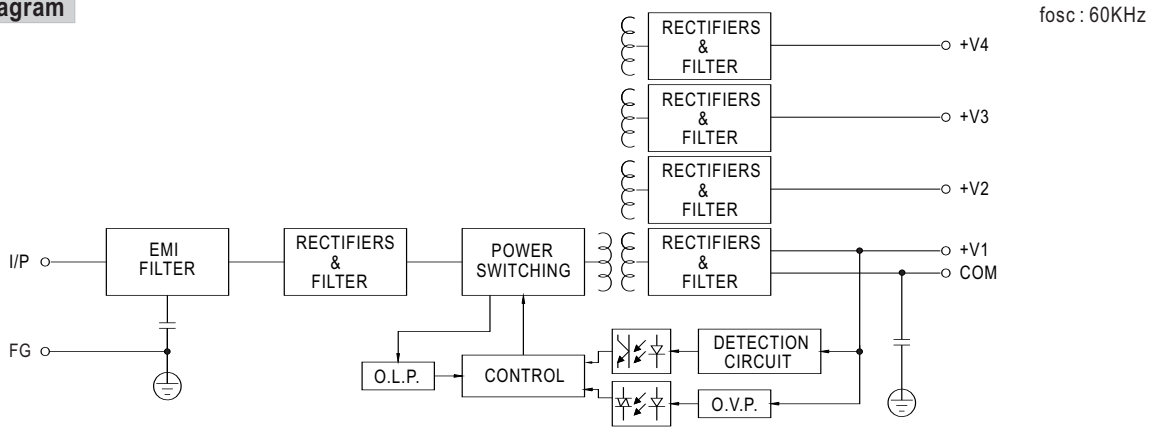 agram
fosc : 60KHz
RECTIFIERS
&
FILTER
+V4
RECTIFIERS
&
FILTER
+V3
RECTIFIERS
&
FILTER
+V2
I/P
EMI
FILTER
RECTIFIERS
&
FILTER
POWER
SWITCHING
RECTIFIERS
&
FILTER
+V1
COM
FG
O.L.P.
CONTROL
DETECTION
CIRCUIT
O.V.P.